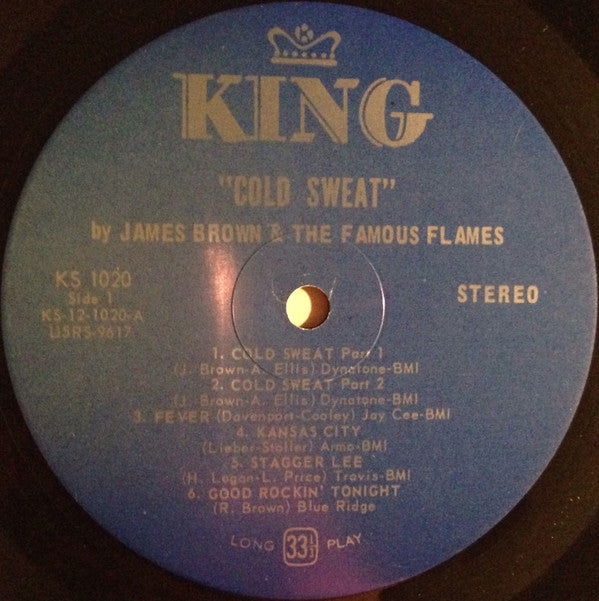 KING
"COLD SWEAT"
by JAMES BROWN & THE FAMOUS FLAMES
KS 1020
Side 1
KS-12-1020-A
U5RS-9617
STEREO
1. COLD SWEAT Part 1
(J. Brown-A. Ellis) Dynatone-BMI
2. COLD SWEAT Part 2
(J. Brown-A. Ellis) Dynatone-BMI
3. FEVER (Davenport-Cooley) Jay Cee-BMI
4. KANSAS CITY
(Lieber-Stoller) Armo-BMI
5. STAGGER LEE
(H. Logan-L. Price) Travis-BMI
6. GOOD ROCKIN' TONIGHT
(R. Brown) Blue Ridge
LONG 33⅓ PLAY